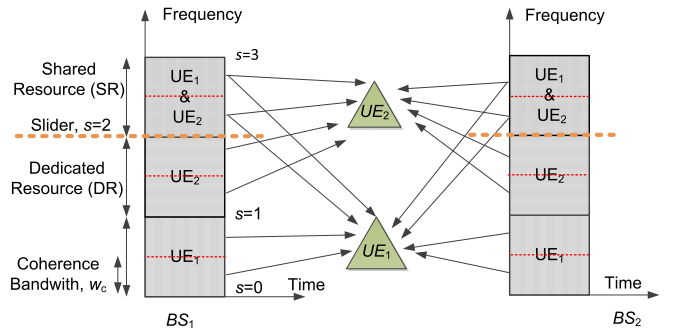 Frequency
Frequency
s=3
Shared
Resource (SR)
UE1
&
UE2
UE1
&
UE2
UE2
Slider, s=2
Dedicated
Resource (DR)
UE2
UE2
s=1
UE1
UE1
UE1
Coherence
Bandwith, wc
s=0
Time
Time
BS1
BS2